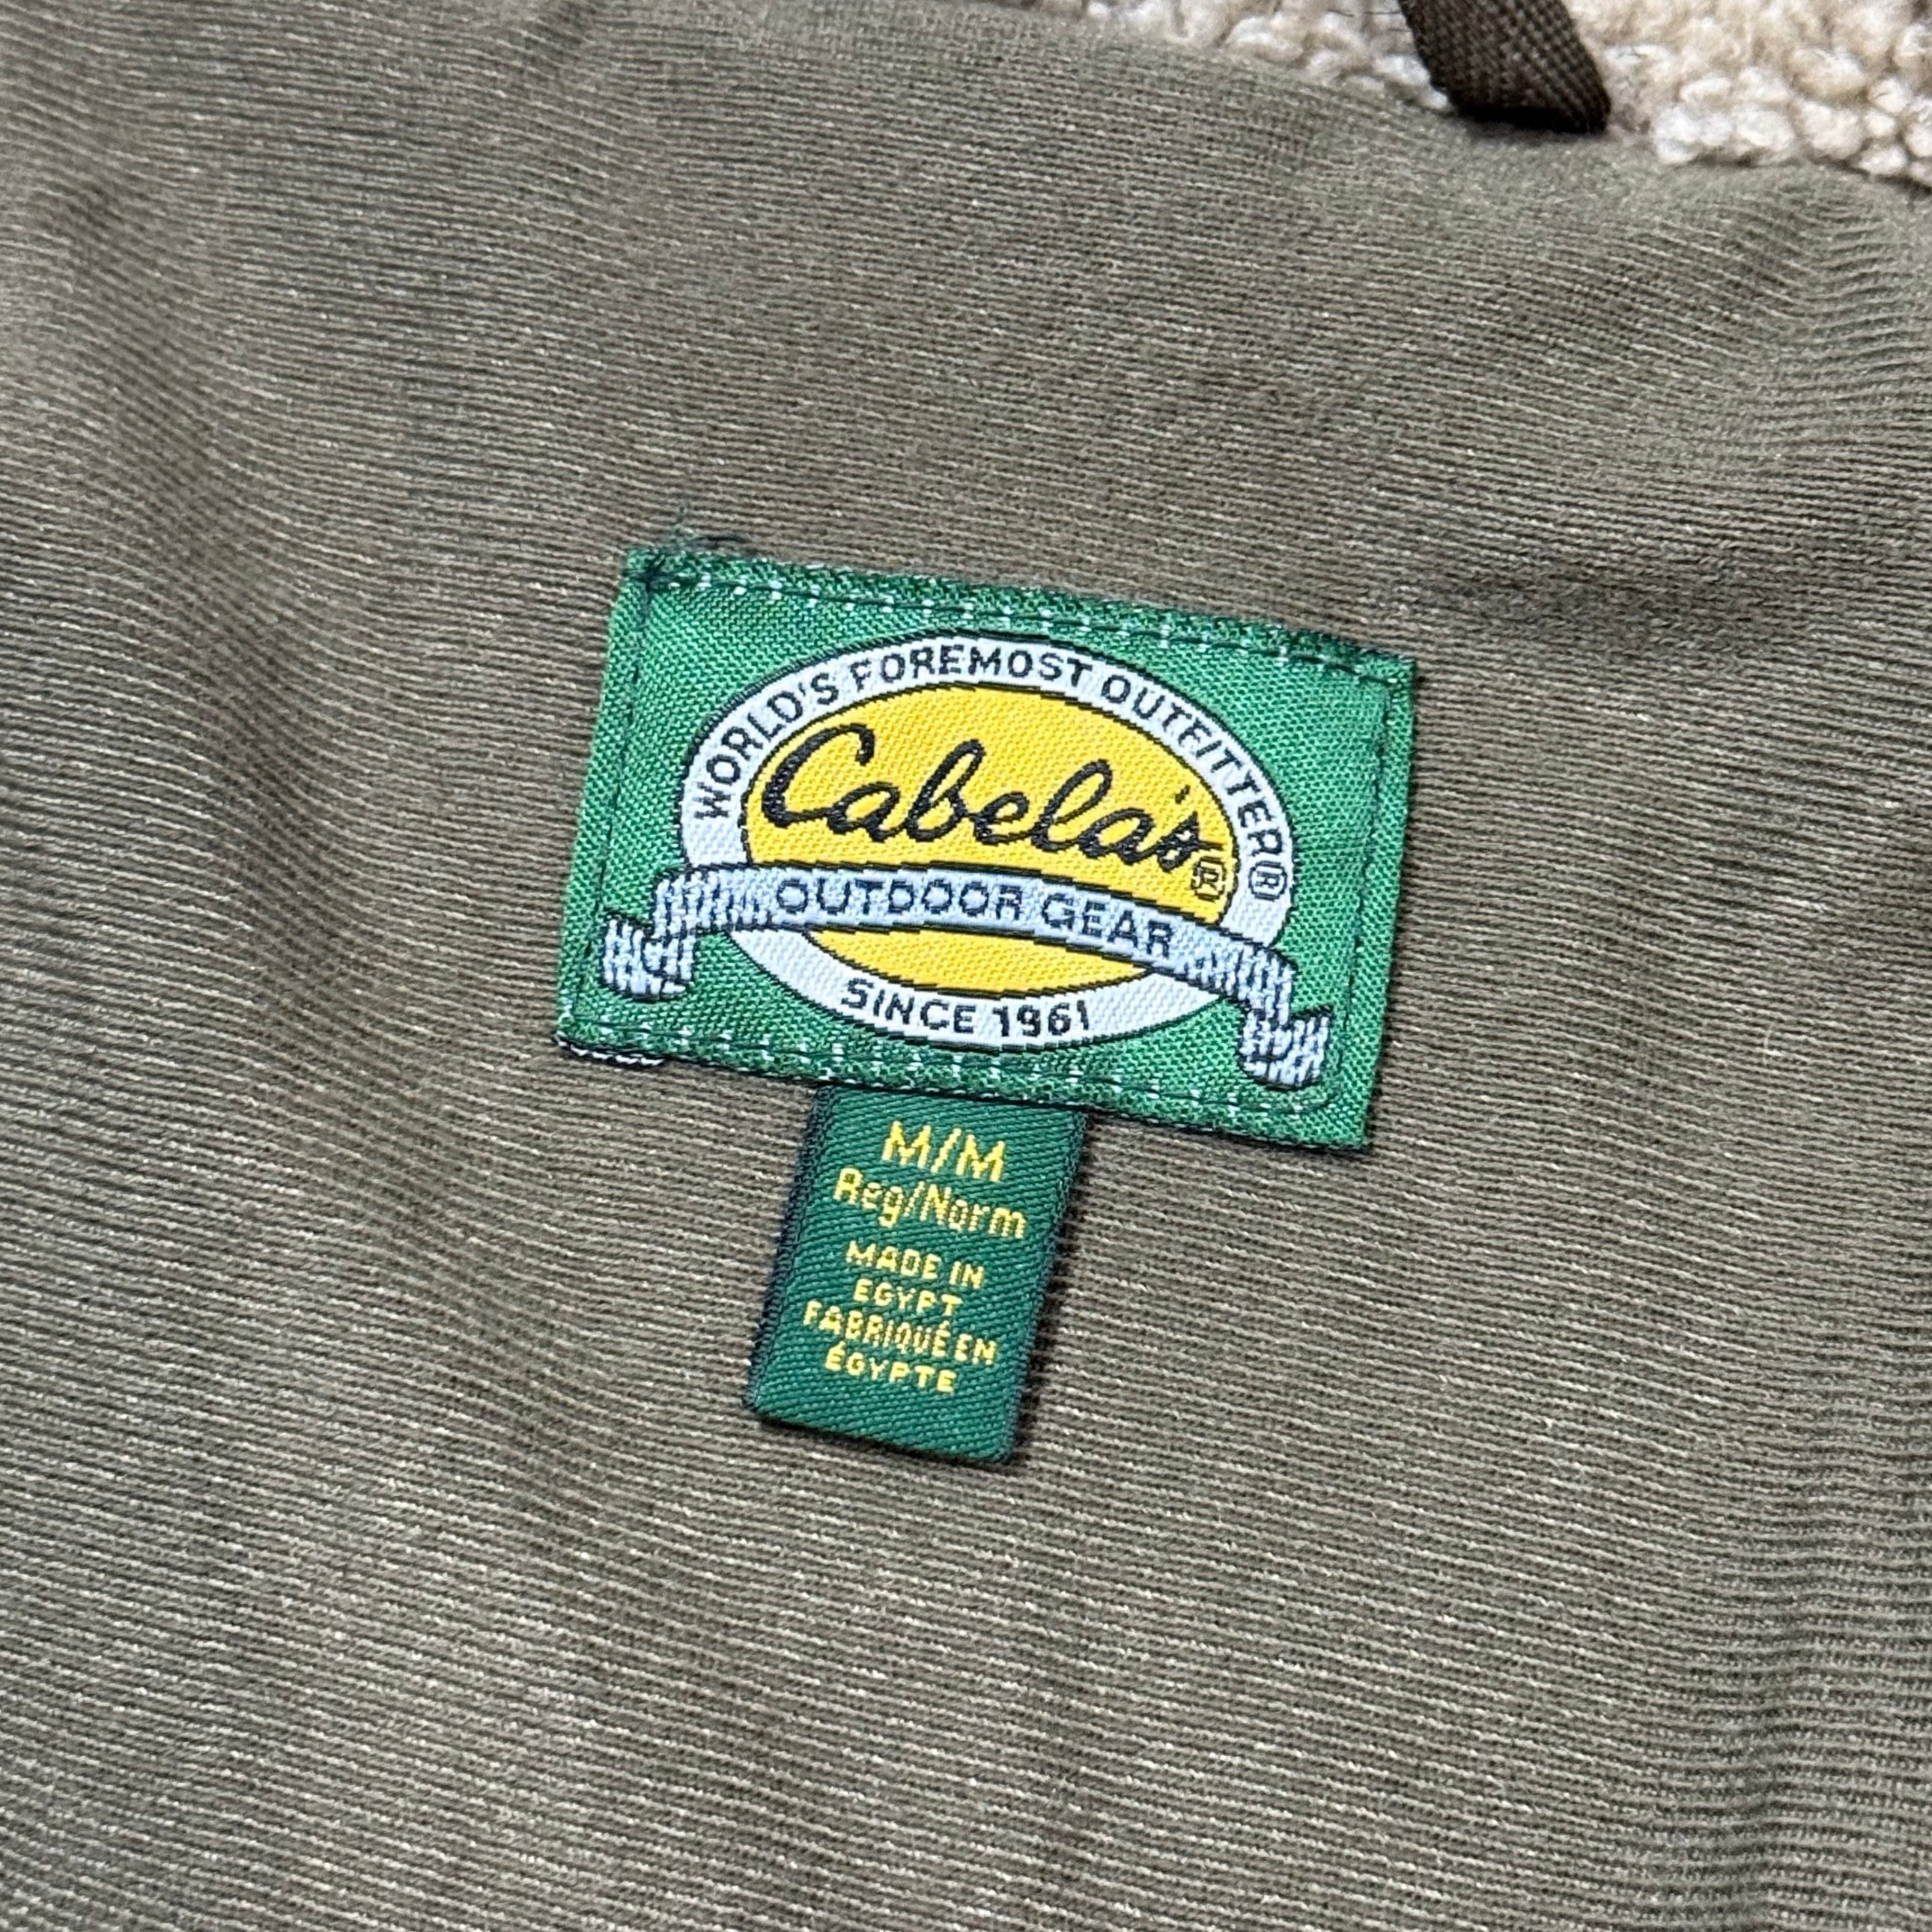 WORLD'S FOREMOST OUTFITTER®
Cabela's®
OUTDOOR GEAR
SINCE 1961
M/M
Reg/Norm
MADE IN
EGYPT
FABRIQUÉ EN
ÉGYPTE